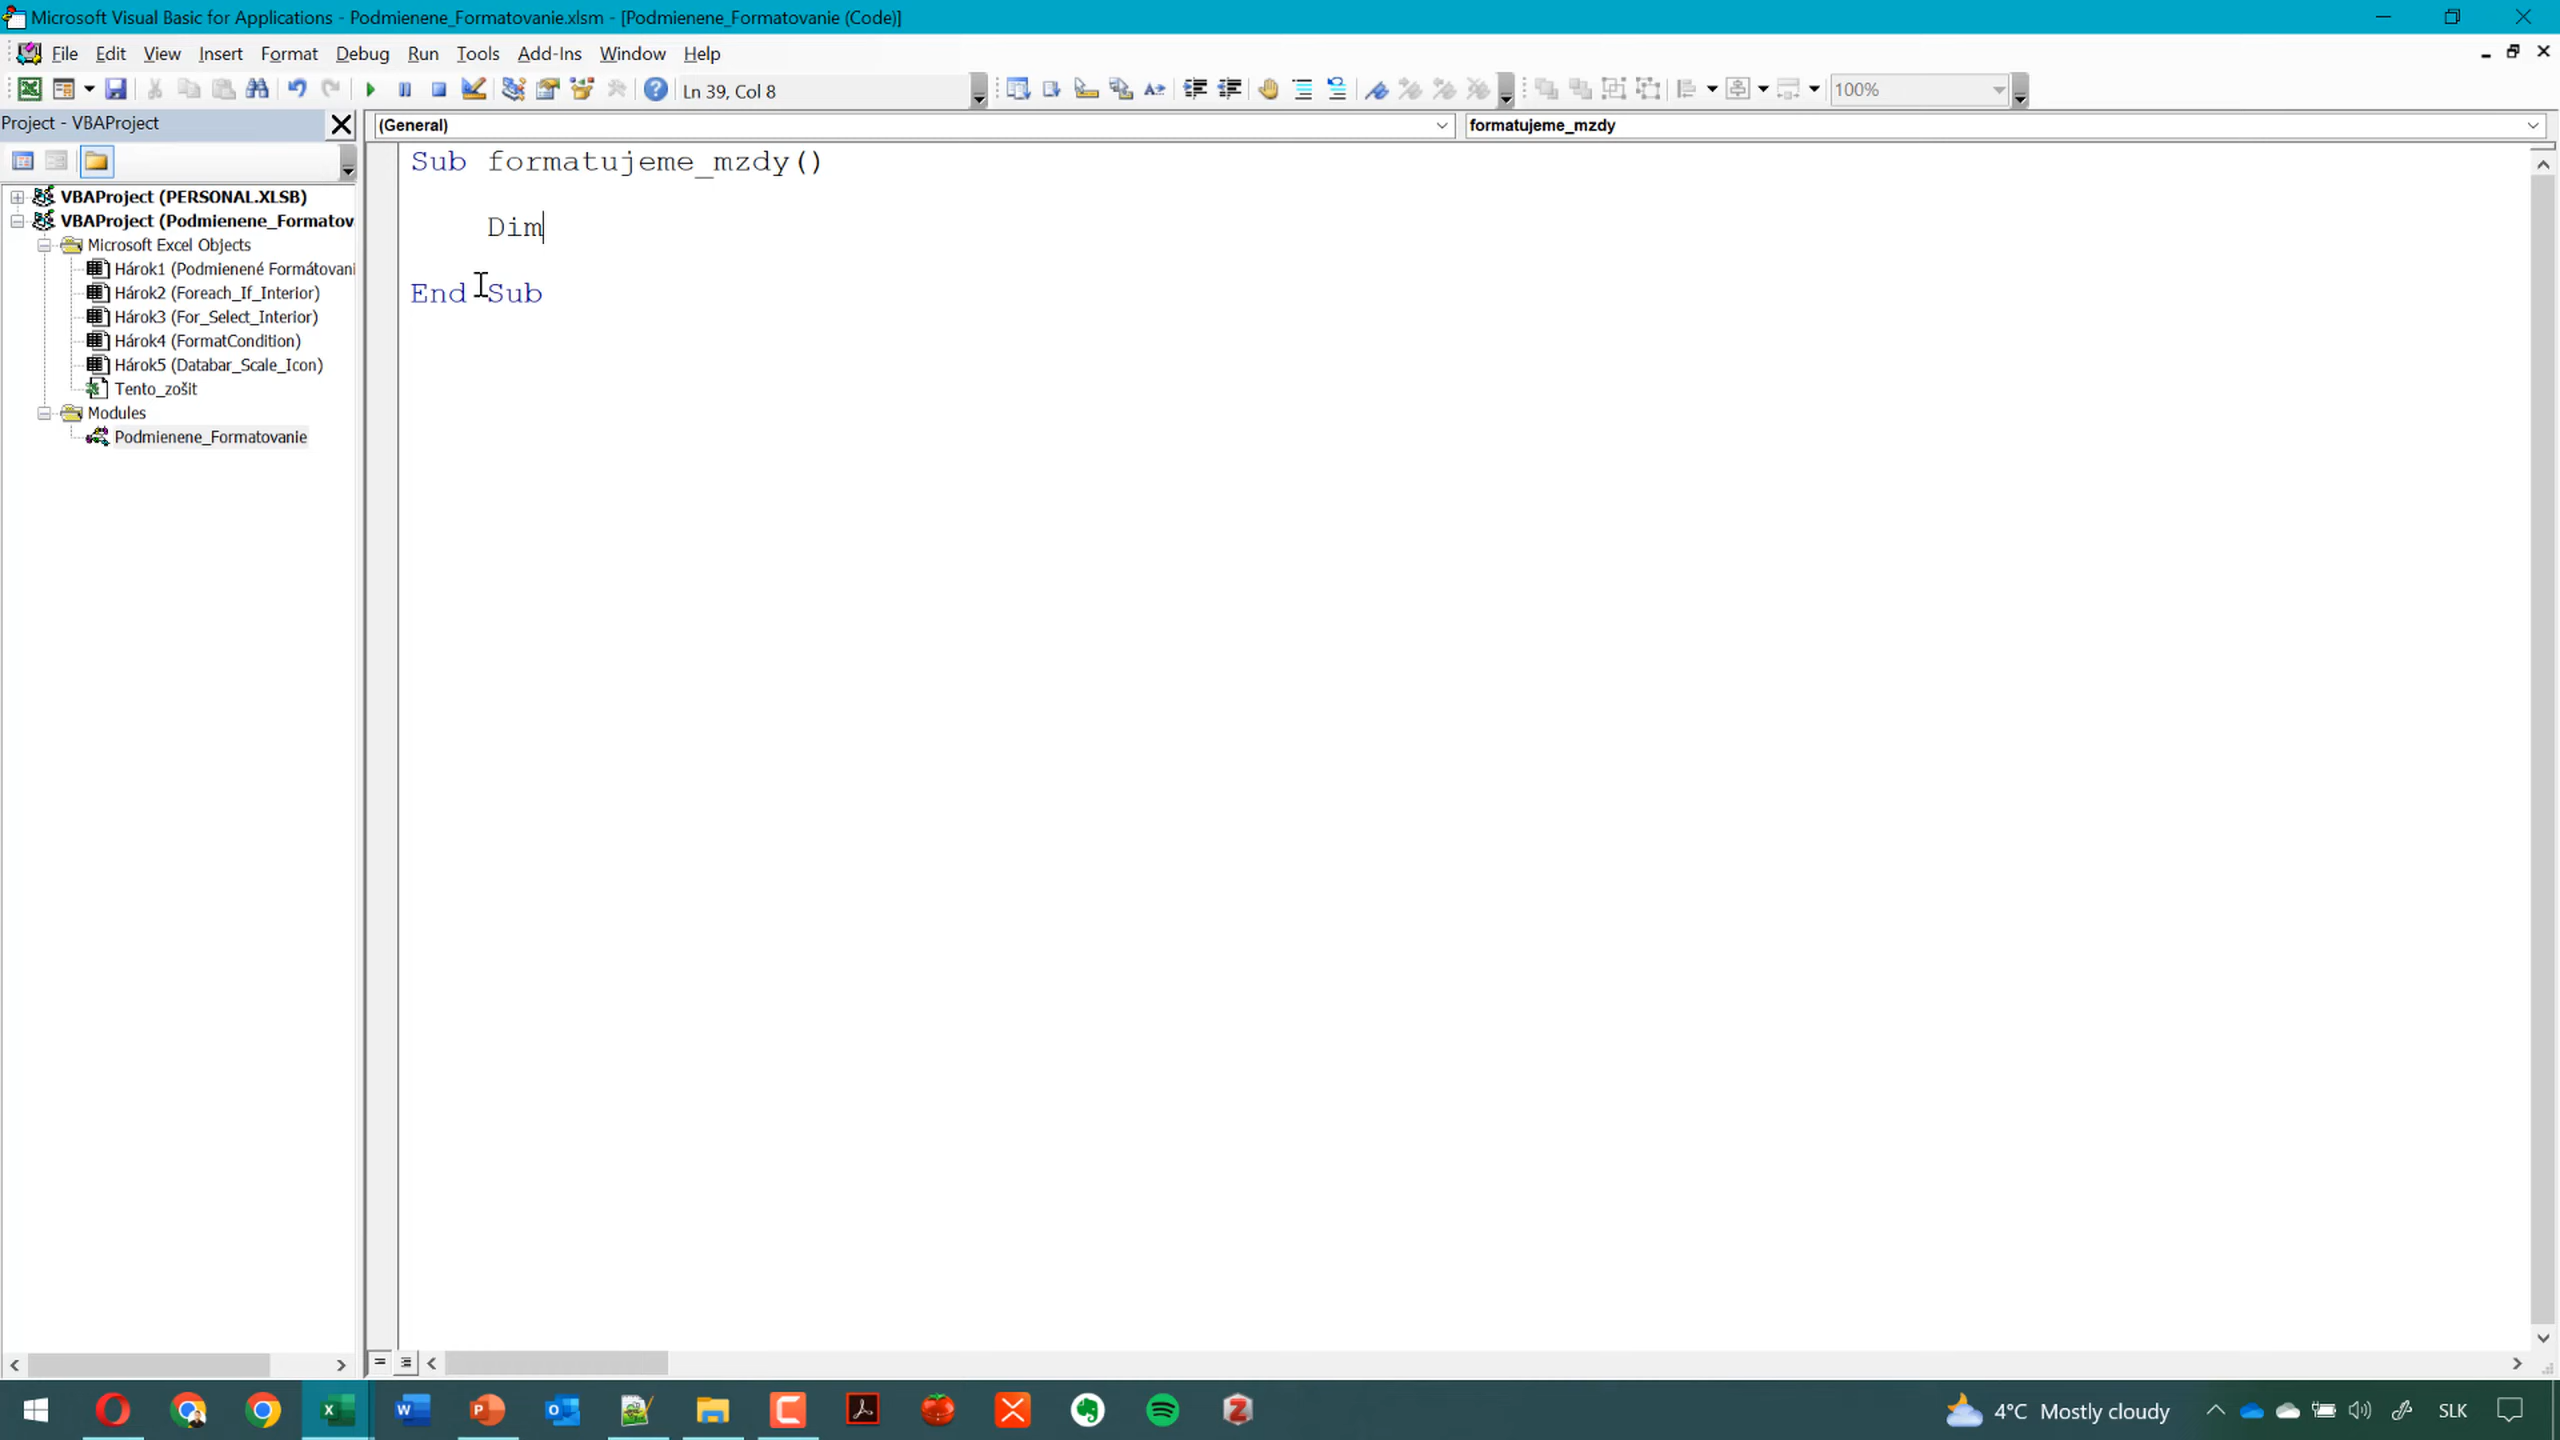 Microsoft Visual Basic for Applications - Podmienene_Formatovanie.xlsm - [Podmienene_Formatovanie (Code)]
File Edit View Insert Format Debug Run Tools Add-Ins Window Help
Ln 39, Col 8
100%
Project - VBAProject
(General)
formatujeme_mzdy
VBAProject (PERSONAL.XLSB)
VBAProject (Podmienene_Formatov
Microsoft Excel Objects
Hárok1 (Podmienené Formátovani
Hárok2 (Foreach_If_Interior)
Hárok3 (For_Select_Interior)
Hárok4 (FormatCondition)
Hárok5 (Databar_Scale_Icon)
Tento_zošit
Modules
Podmienene_Formatovanie
Sub formatujeme_mzdy()
Dim
End Sub
4°C Mostly cloudy
SLK